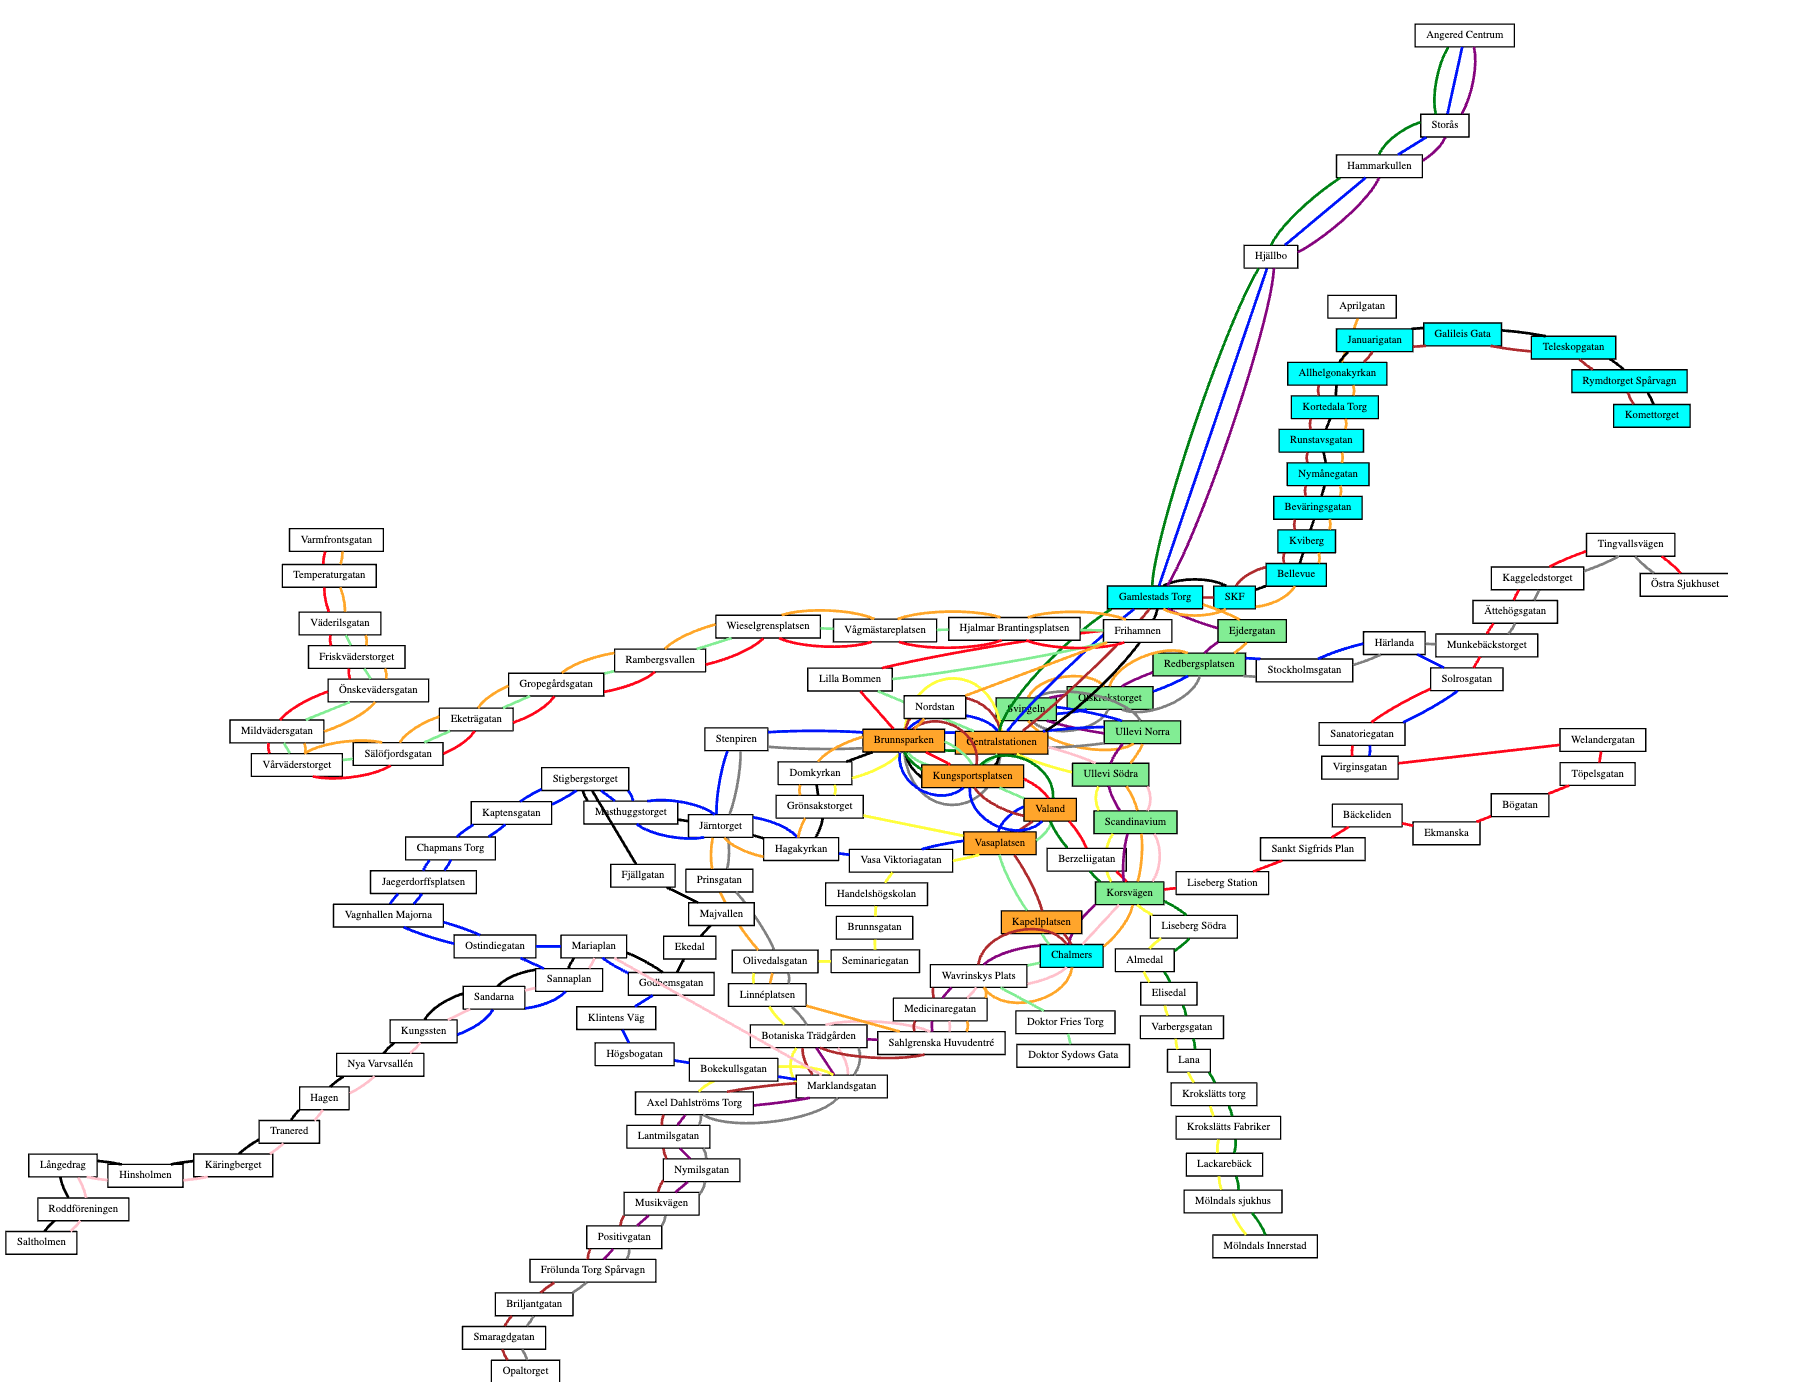 Angered Centrum
Storås
Hammarkullen
Hjällbo
Aprilgatan
Januarigatan
Galileis Gata
Teleskopgatan
Allhelgonakyrkan
Rymdtorget Spårvagn
Kortedala Torg
Komettorget
Runstavsgatan
Nymånegatan
Beväringsgatan
Kviberg
Bellevue
Varmfrontsgatan
Tingvallsvägen
Temperaturgatan
Kaggeledstorget
Östra Sjukhuset
Gamlestads Torg
SKF
Ättehögsgatan
Väderilsgatan
Wieselgrensplatsen
Vågmästareplatsen
Hjalmar Brantingsplatsen
Frihamnen
Ejdergatan
Härlanda
Munkebäckstorget
Friskväderstorget
Rambergsvallen
Redbergsplatsen
Stockholmsgatan
Lilla Bommen
Solrosgatan
Gropegårdsgatan
Önskevädersgatan
Olskrokstorget
Nordstan
Svingeln
Eketrägatan
Mildvädersgatan
Ullevi Norra
Sanatoriegatan
Stenpiren
Brunnsparken
Centralstationen
Welandergatan
Sälöfjordsgatan
Vårväderstorget
Virginsgatan
Domkyrkan
Kungsportsplatsen
Ullevi Södra
Töpelsgatan
Stigbergstorget
Grönsakstorget
Valand
Bögatan
Kaptensgatan
Masthuggstorget
Järntorget
Scandinavium
Bäckeliden
Ekmanska
Vasaplatsen
Chapmans Torg
Hagakyrkan
Vasa Viktoriagatan
Berzeliigatan
Sankt Sigfrids Plan
Jaegerdorffsplatsen
Fjällgatan
Prinsgatan
Liseberg Station
Handelshögskolan
Korsvägen
Vagnhallen Majorna
Majvallen
Brunnsgatan
Kapellplatsen
Liseberg Södra
Ostindiegatan
Mariaplan
Ekedal
Olivedalsgatan
Seminariegatan
Chalmers
Almedal
Wavrinskys Plats
Sannaplan
Godhemsgatan
Sandarna
Linnéplatsen
Elisedal
Medicinaregatan
Klintens Väg
Doktor Fries Torg
Varbergsgatan
Kungssten
Botaniska Trädgården
Sahlgrenska Huvudentré
Högsbogatan
Doktor Sydows Gata
Nya Varvsallén
Lana
Bokekullsgatan
Marklandsgatan
Hagen
Axel Dahlströms Torg
Krokslätts torg
Tranered
Lantmilsgatan
Krokslätts Fabriker
Långedrag
Hinsholmen
Käringberget
Nymilsgatan
Lackarebäck
Roddföreningen
Musikvägen
Mölndals sjukhus
Saltholmen
Positivgatan
Mölndals Innerstad
Frölunda Torg Spårvagn
Briljantgatan
Smaragdgatan
Opaltorget